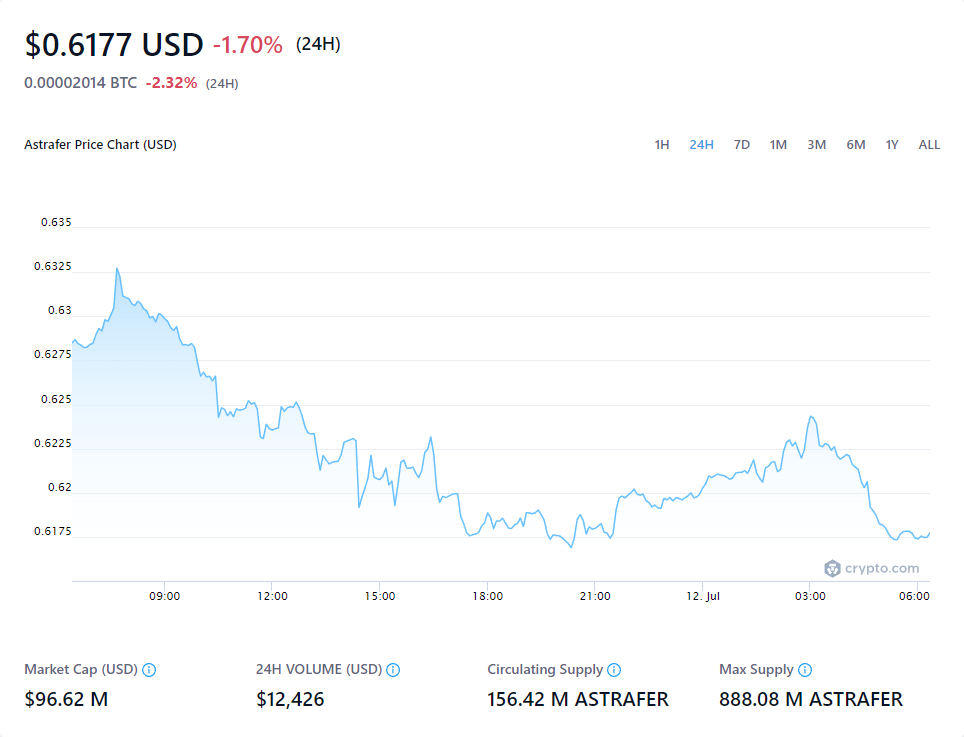 $0.6177 USD -1.70% (24H)
0.00002014 BTC -2.32% (24H)
Astrafer Price Chart (USD) 1H 24H 7D 1M 3M 6M 1Y ALL
0.635
0.6325
0.63
0.6275
0.625
0.6225
0.62
0.6175
crypto.com
09:00 12:00 15:00 18:00 21:00 12. Jul 03:00 06:00
Market Cap (USD) 24H VOLUME (USD) Circulating Supply Max Supply
$96.62 M $12,426 156.42 M ASTRAFER 888.08 M ASTRAFER